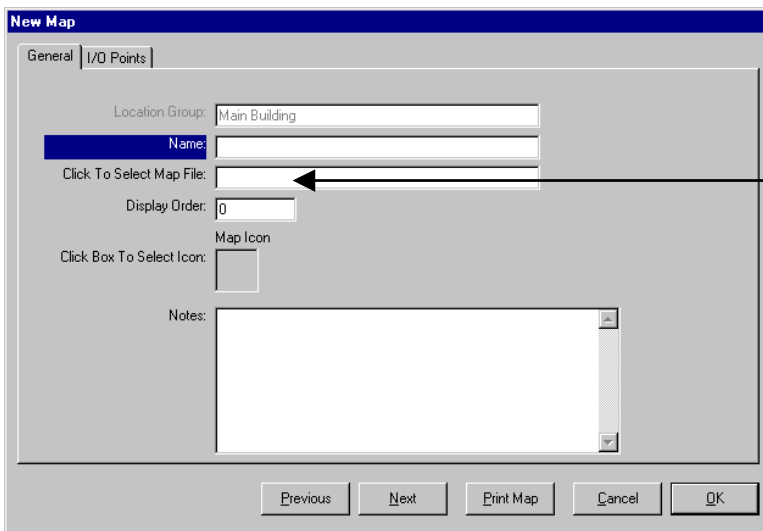 New Map
General I/O Points
Location Group: Main Building
Name:
Click To Select Map File:
Display Order: 0
Map Icon
Click Box To Select Icon:
Notes:
Previous Next Print Map Cancel OK